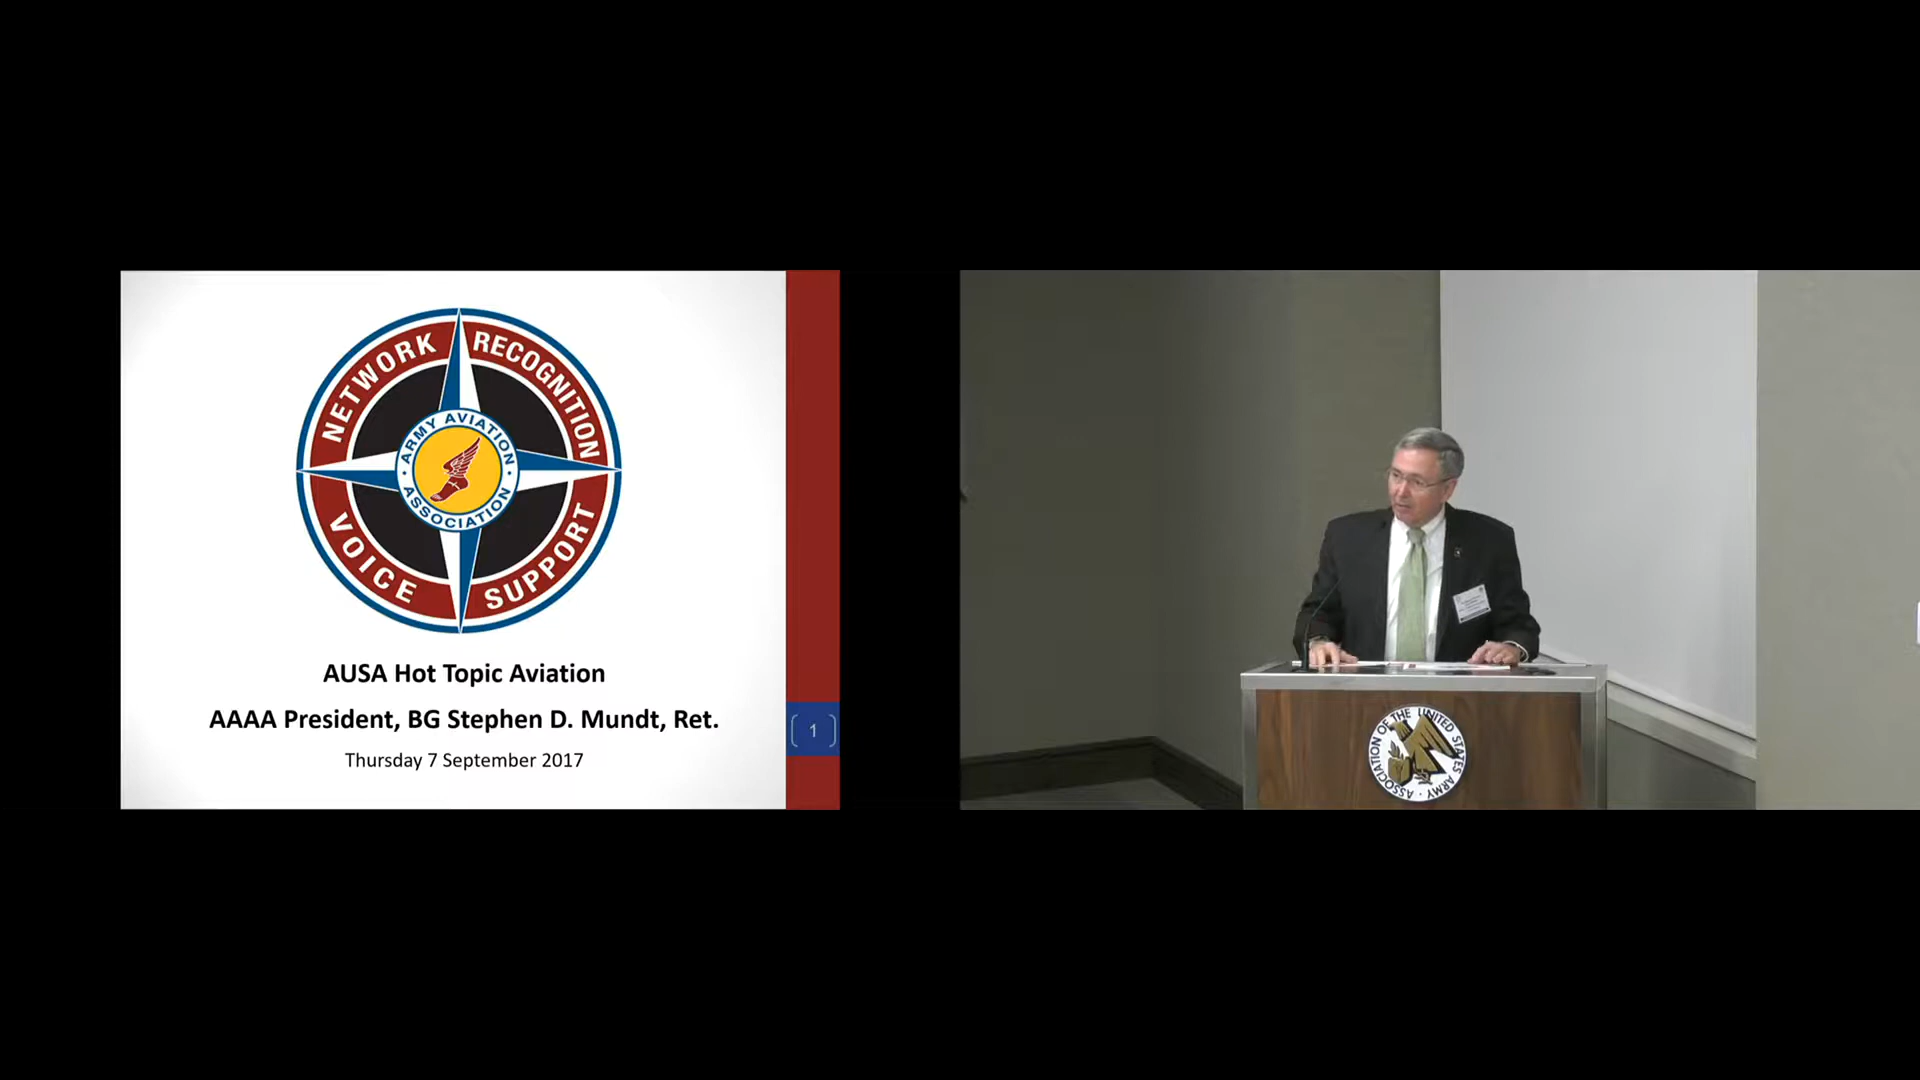 NETWORK
RECOGNITION
ARMY AVIATION
ASSOCIATION
VOICE
SUPPORT
AUSA Hot Topic Aviation
AAAA President, BG Stephen D. Mundt, Ret.
Thursday 7 September 2017
1
ASSOCIATION OF THE UNITED STATES ARMY